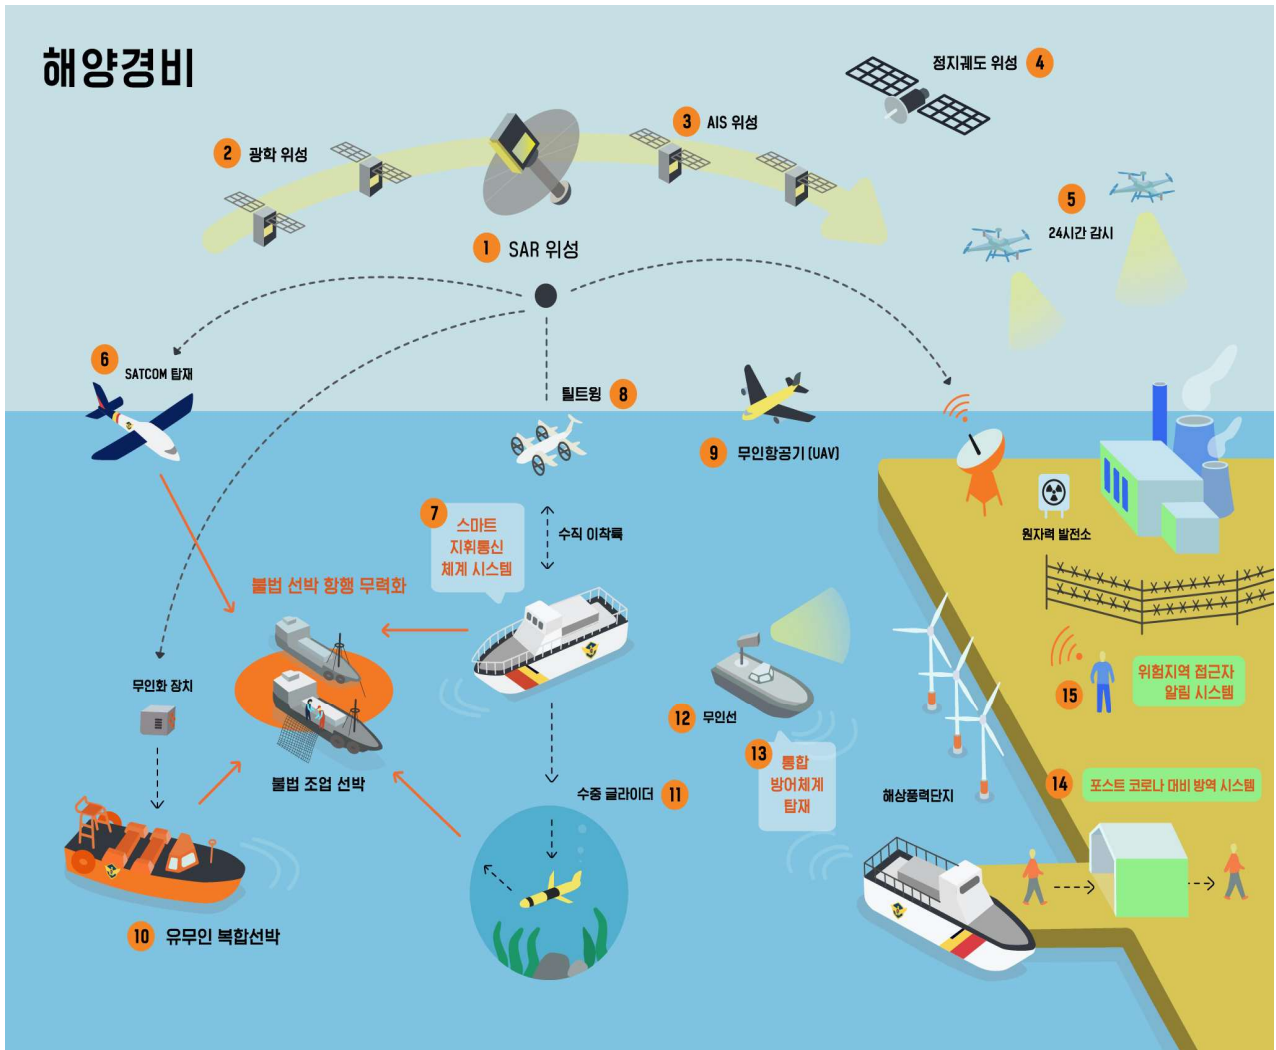 해양경비
정지궤도 위성 4
3 AIS 위성
2 광학 위성
5
24시간 감시
1 SAR 위성
6
SATCOM 탑재
틸트윙 8
9 무인항공기 (UAV)
7
스마트
지휘통신
체계 시스템
수직 이착륙
원자력 발전소
불법 선박 항행 무력화
무인화 장치
12 무인선
15
위험지역 접근자
알림 시스템
13
통합
방어체계
탑재
불법 조업 선박
수중 글라이더 11
해상풍력단지
14 포스트 코로나 대비 방역 시스템
10 유무인 복합선박